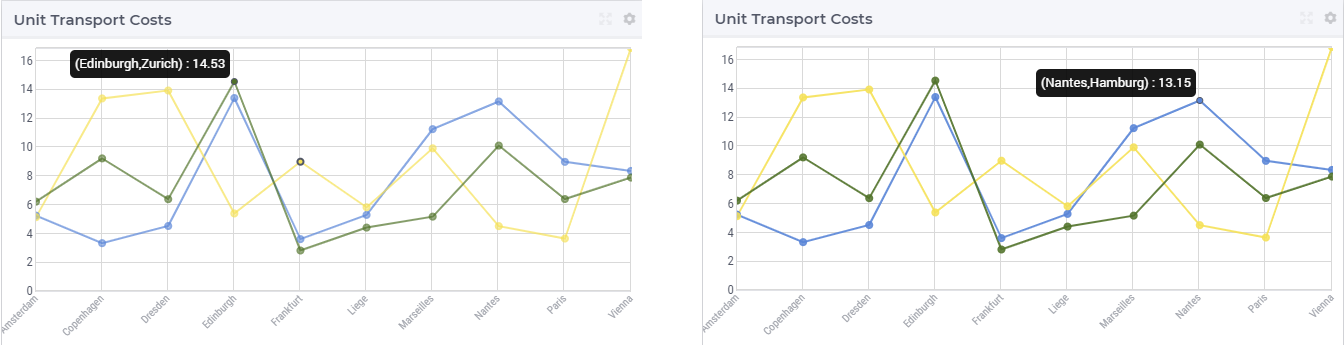 Unit Transport Costs
(Edinburgh,Zurich) : 14.53
16
14
12
10
8
6
4
2
0
Amsterdam
Copenhagen
Dresden
Edinburgh
Frankfurt
Liege
Marseilles
Nantes
Paris
Vienna
Unit Transport Costs
(Nantes,Hamburg) : 13.15
16
14
12
10
8
6
4
2
0
Amsterdam
Copenhagen
Dresden
Edinburgh
Frankfurt
Liege
Marseilles
Nantes
Paris
Vienna